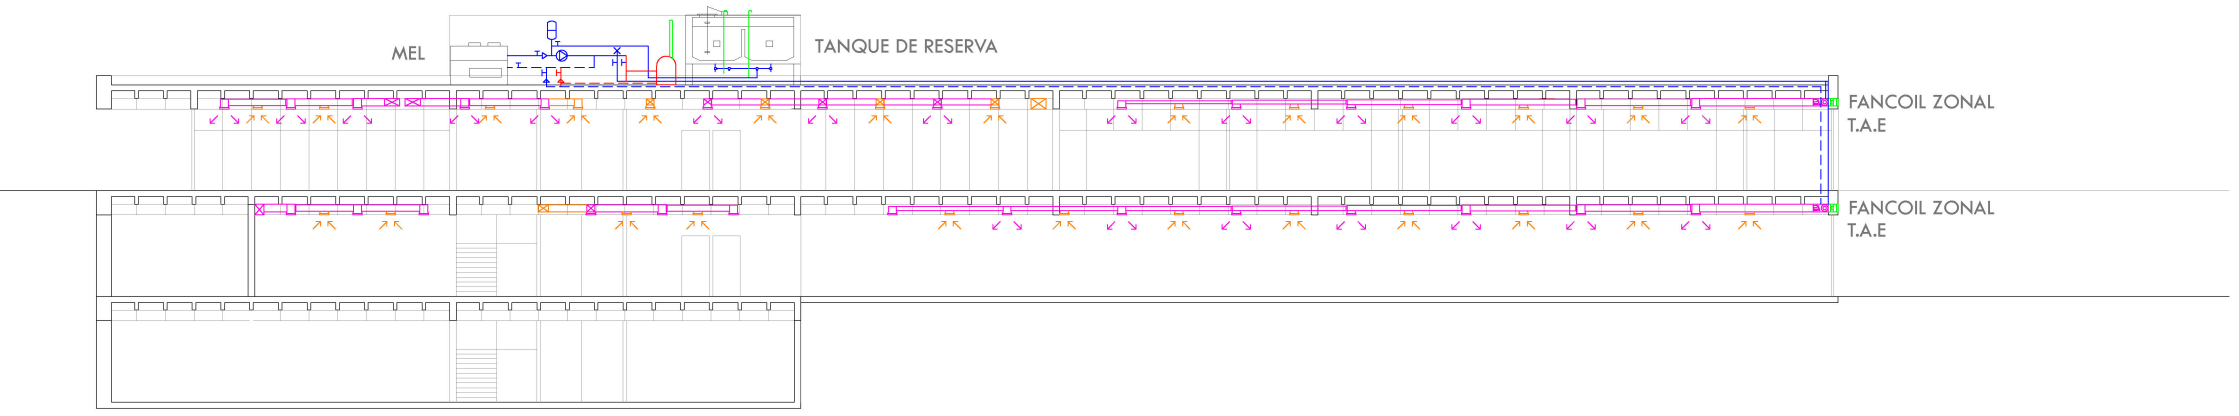 MEL
TANQUE DE RESERVA
FANCOIL ZONAL
T.A.E
FANCOIL ZONAL
T.A.E